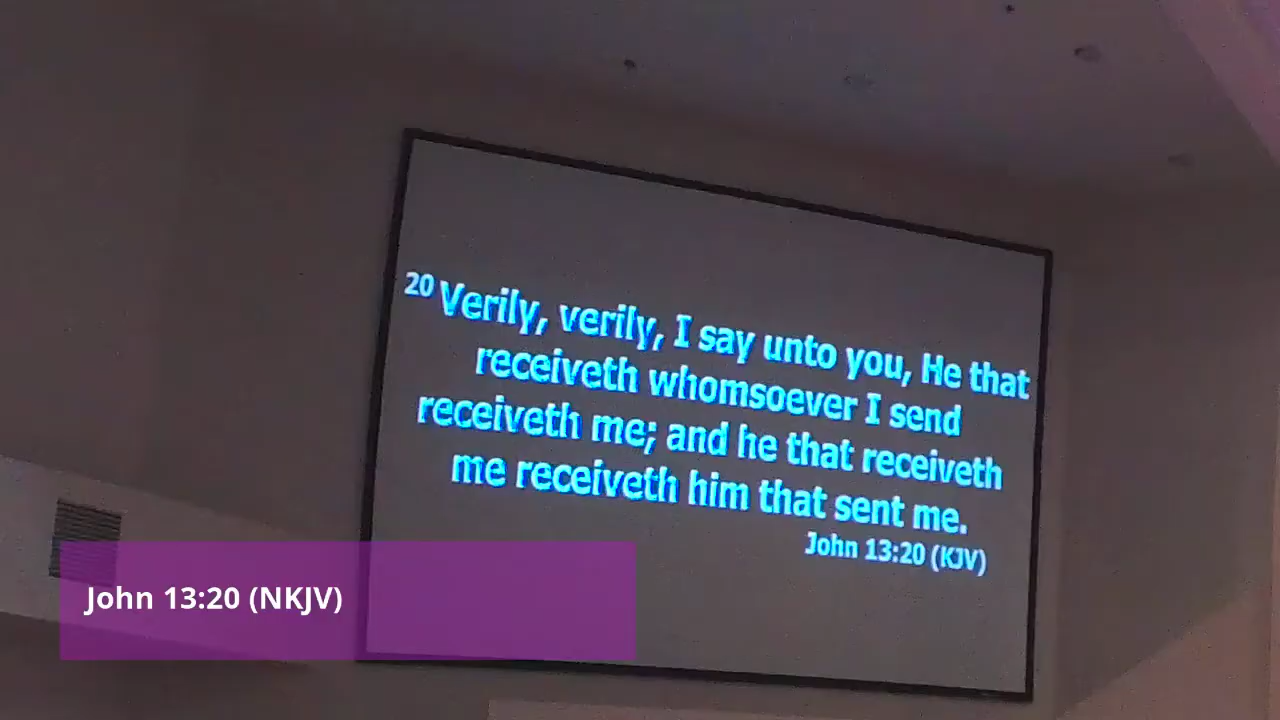 20 Verily, verily, I say unto you, He that
receiveth whomsoever I send
receiveth me; and he that receiveth
me receiveth him that sent me.
John 13:20 (KJV)
John 13:20 (NKJV)